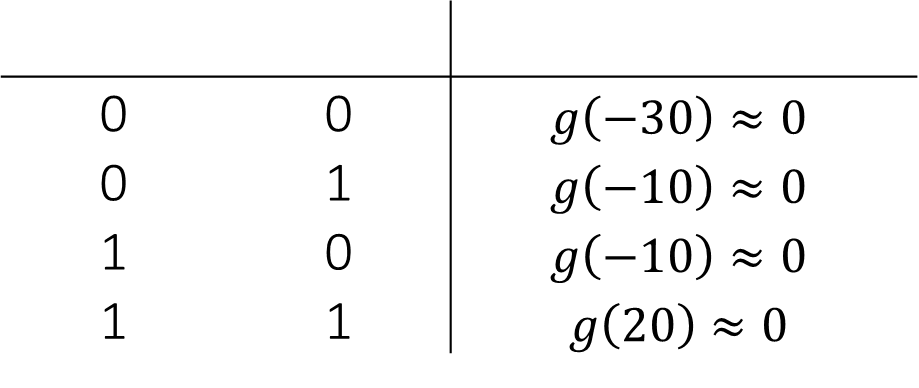 0 0 g(−30) ≈ 0
0 1 g(−10) ≈ 0
1 0 g(−10) ≈ 0
1 1 g(20) ≈ 0